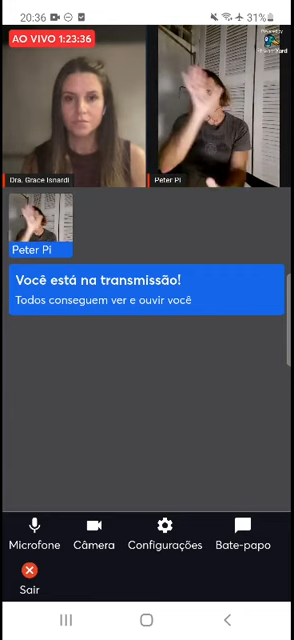 20:36
31%
AO VIVO 1:23:36
Dra. Grace Isnardi
Peter Pi
Peter Pi
Você está na transmissão!
Todos conseguem ver e ouvir você
Microfone
Câmera
Configurações
Bate-papo
Sair